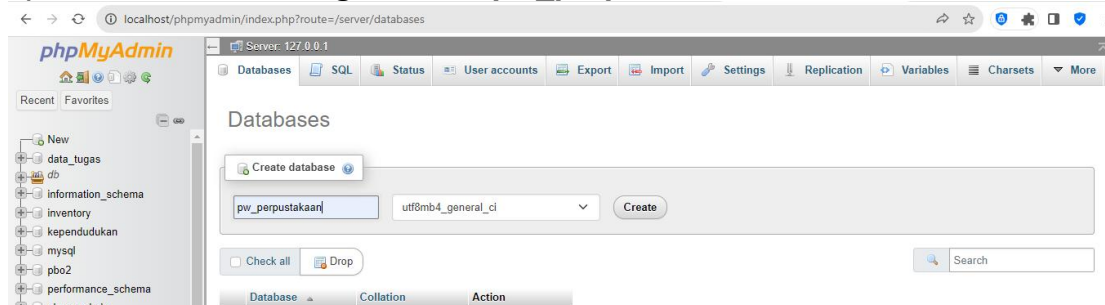 localhost/phpmyadmin/index.php?route=/server/databases
phpMyAdmin
Recent Favorites
New
data_tugas
db
information_schema
inventory
kependudukan
mysql
pbo2
performance_schema
Server: 127.0.0.1
Databases SQL Status User accounts Export Import Settings Replication Variables Charsets More
Databases
Create database
pw_perpustakaan utf8mb4_general_ci Create
Check all Drop Search
Database Collation Action